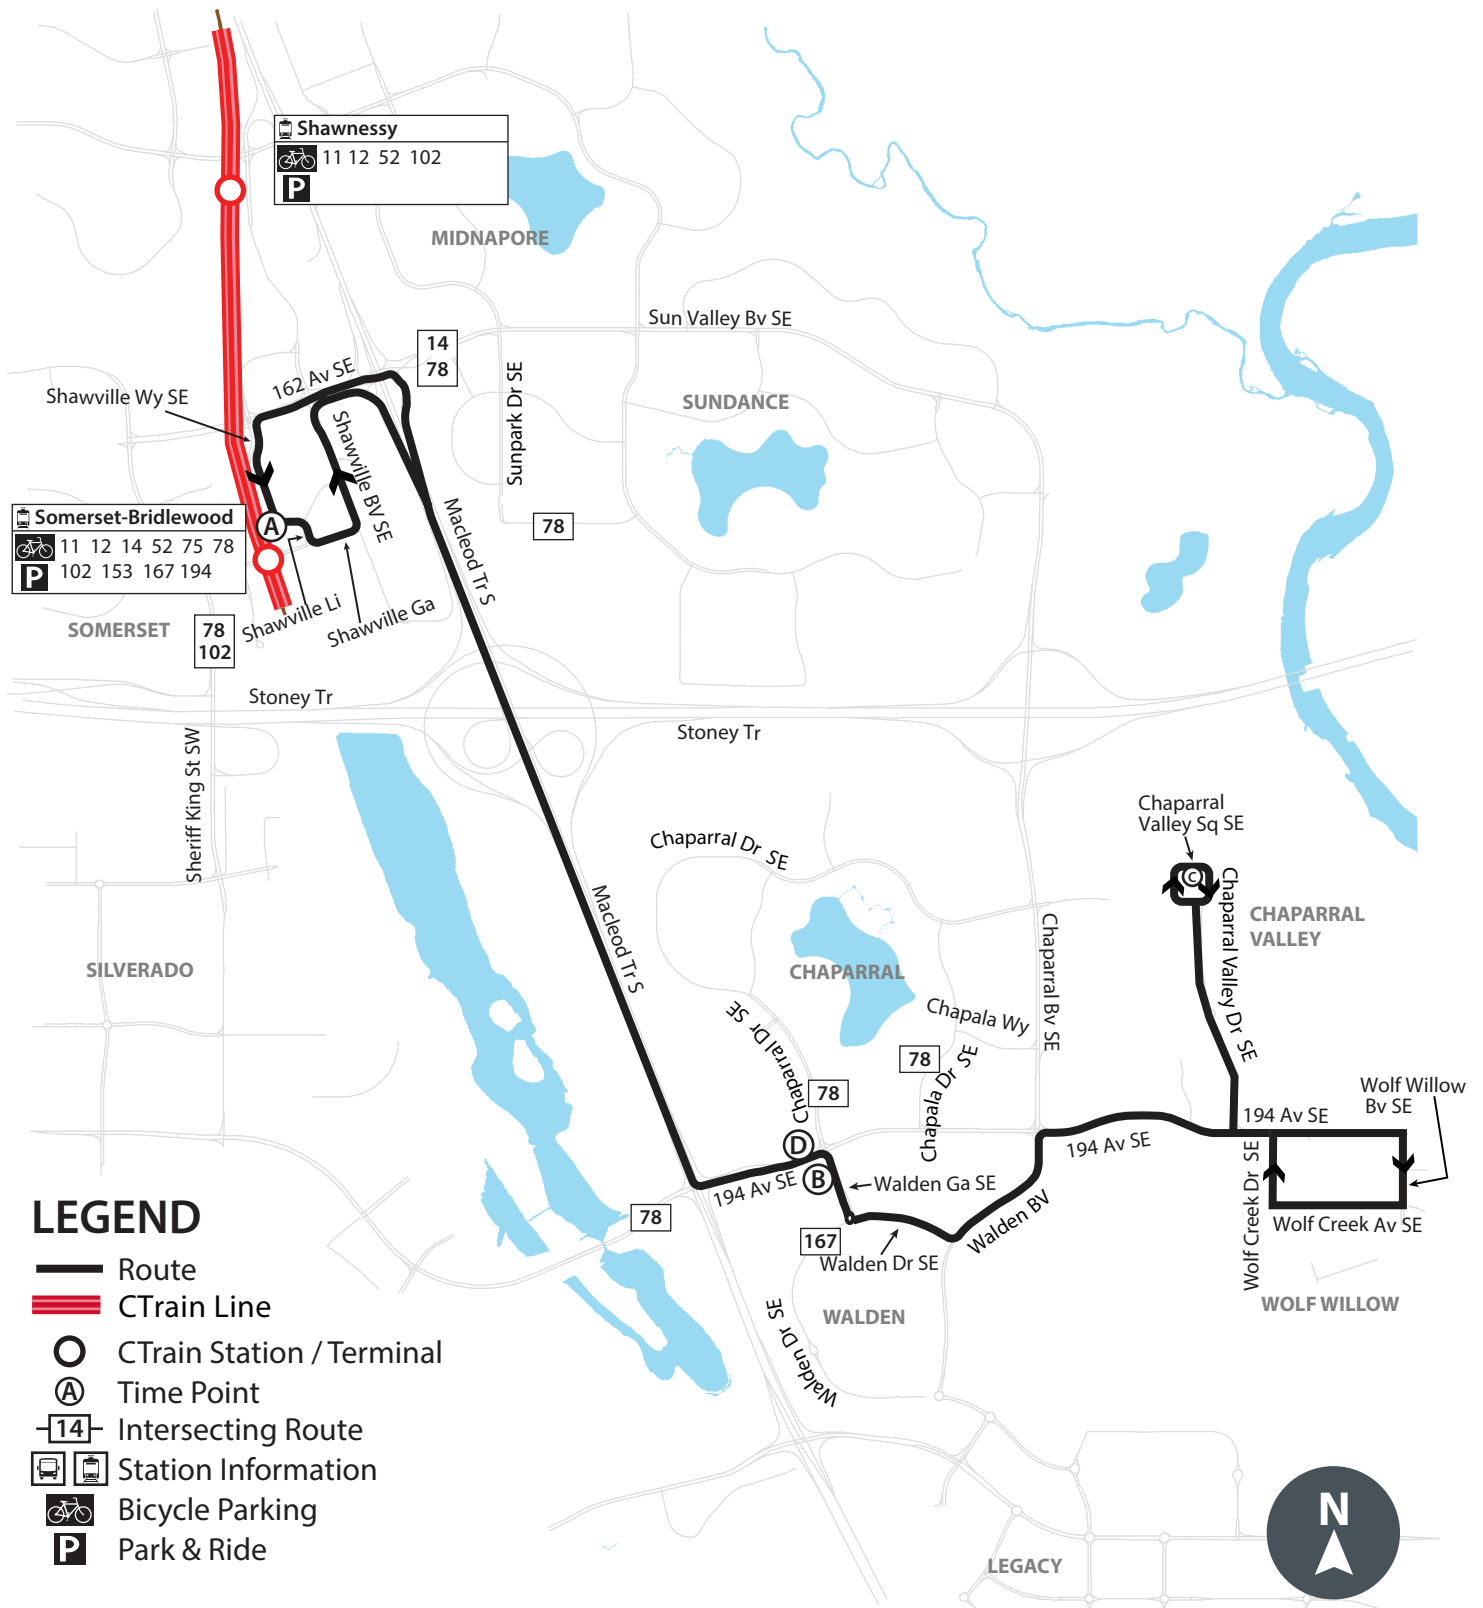 Shawnessy
11 12 52 102
P
MIDNAPORE
Sun Valley Bv SE
14
78
162 Av SE
Shawville Wy SE
Sunpark Dr SE
SUNDANCE
Shawville BV SE
Macleod Tr S
78
Somerset-Bridlewood
11 12 14 52 75 78
P
102 153 167 194
A
Shawville Li
Shawville Ga
SOMERSET
78
102
Stoney Tr
Stoney Tr
Sheriff King St SW
Chaparral
Valley Sq SE
C
Chaparral Dr SE
Chaparral Valley Dr SE
CHAPARRAL
VALLEY
Macleod Tr S
Chaparral Bv SE
SILVERADO
CHAPARRAL
Chaparral Dr SE
Chapala Wy
78
Chapala Dr SE
78
Wolf Willow
Bv SE
194 Av SE
194 Av SE
D
B
194 Av SE
Walden Ga SE
Walden BV
Wolf Creek Dr SE
Wolf Creek Av SE
78
167
Walden Dr SE
WOLF WILLOW
WALDEN
Walden Dr SE
LEGEND
Route
CTrain Line
CTrain Station / Terminal
A
Time Point
14
Intersecting Route
Station Information
Bicycle Parking
P
Park & Ride
N
LEGACY